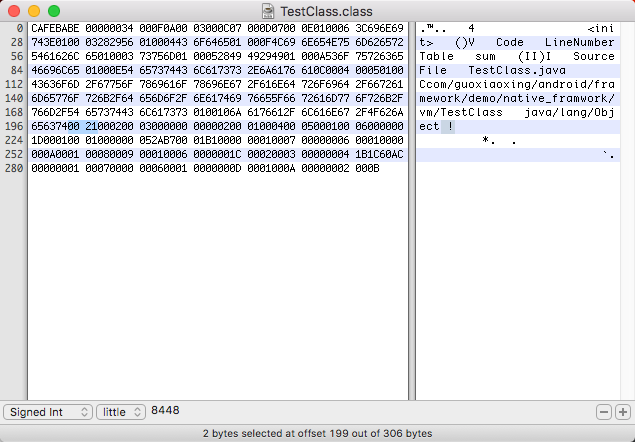 TestClass.class
0 CAFEBABE 00000034 000F0A00 03000C07 000D0700 0E010006 3C696E69 .™.. 4 <ini
28 743E0100 03282956 01000443 6F646501 000F4C69 6E654E75 6D626572 t> ()V Code LineNumber
56 5461626C 65010003 73756D01 00052849 49294901 000A536F 75726365 Table sum (II)I Source
84 46696C65 01000E54 65737443 6C617373 2E6A6176 610C0004 00050100 File TestClass.java
112 43636F6D 2F67756F 7869616F 78696E67 2F616E64 726F6964 2F667261 Ccom/guoxiaoxing/android/fra
140 6D65776F 726B2F64 656D6F2F 6E617469 76655F66 72616D77 6F726B2F mework/demo/native_framwork/
168 766D2F54 65737443 6C617373 0100106A 6176612F 6C616E67 2F4F626A vm/TestClass java/lang/Obj
196 65637400 21000200 03000000 00000200 01000400 05000100 06000000 ect !
224 1D000100 01000000 052AB700 01B10000 00010007 00000006 00010000 *. .
252 000A0001 00080009 00010006 0000001C 00020003 00000004 1B1C60AC `.
280 00000001 00070000 00060001 0000000D 0001000A 00000002 000B
Signed Int little 8448
2 bytes selected at offset 199 out of 306 bytes